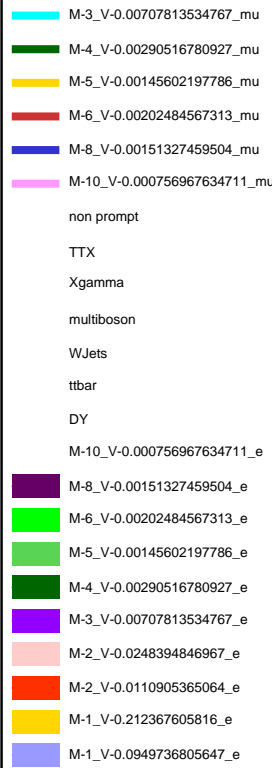 M-3_V-0.00707813534767_mu
M-4_V-0.00290516780927_mu
M-5_V-0.00145602197786_mu
M-6_V-0.00202484567313_mu
M-8_V-0.00151327459504_mu
M-10_V-0.000756967634711_mu
non prompt
TTX
Xgamma
multiboson
WJets
ttbar
DY
M-10_V-0.000756967634711_e
M-8_V-0.00151327459504_e
M-6_V-0.00202484567313_e
M-5_V-0.00145602197786_e
M-4_V-0.00290516780927_e
M-3_V-0.00707813534767_e
M-2_V-0.0248394846967_e
M-2_V-0.0110905365064_e
M-1_V-0.212367605816_e
M-1_V-0.0949736805647_e